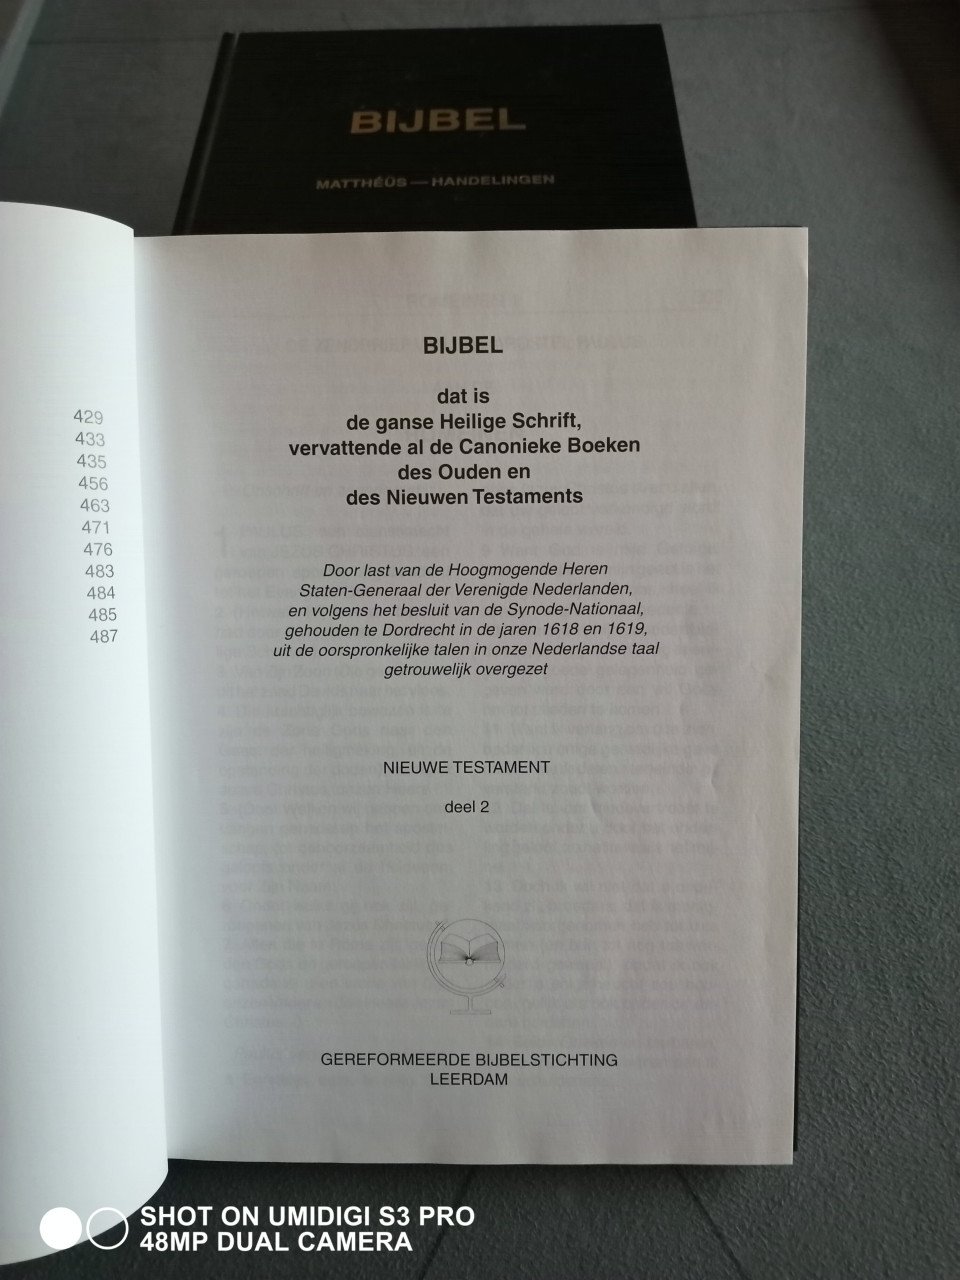 BIJBEL
MATTHÉÜS — HANDELINGEN
429
433
435
456
463
471
476
483
484
485
487
BIJBEL
dat is
de ganse Heilige Schrift,
vervattende al de Canonieke Boeken
des Ouden en
des Nieuwen Testaments
Door last van de Hoogmogende Heren
Staten-Generaal der Verenigde Nederlanden,
en volgens het besluit van de Synode-Nationaal,
gehouden te Dordrecht in de jaren 1618 en 1619,
uit de oorspronkelijke talen in onze Nederlandse taal
getrouwelijk overgezet
NIEUWE TESTAMENT
deel 2
GEREFORMEERDE BIJBELSTICHTING
LEERDAM
SHOT ON UMIDIGI S3 PRO
48MP DUAL CAMERA